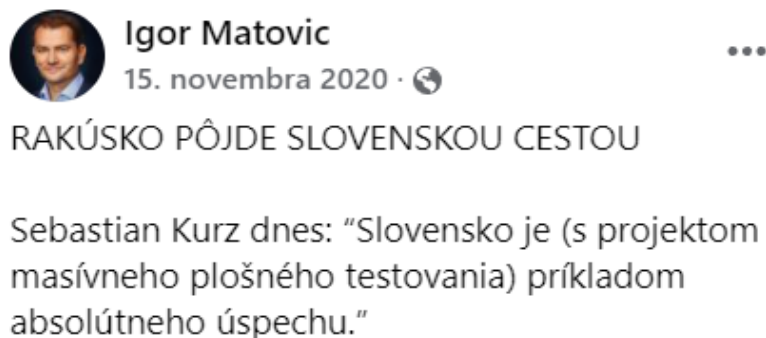 Igor Matovic
15. novembra 2020 ·
RAKÚSKO PÔJDE SLOVENSKOU CESTOU
Sebastian Kurz dnes: “Slovensko je (s projektom
masívneho plošného testovania) príkladom
absolútneho úspechu.”